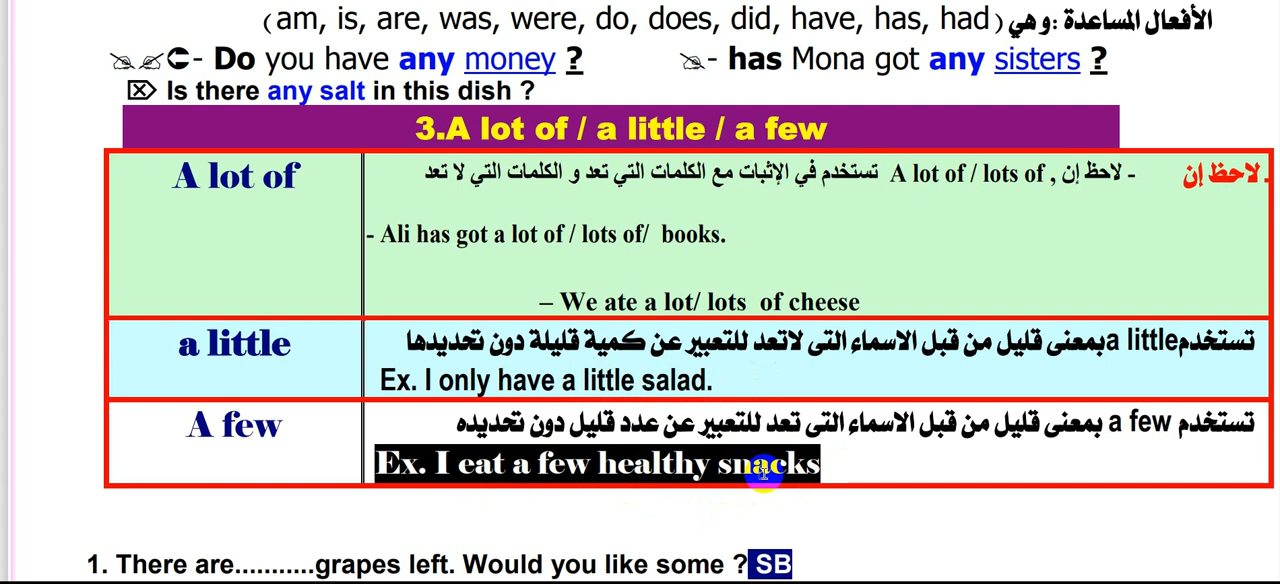 الأفعال المساعدة :وهي (am, is, are, was, were, do, does, did, have, has, had)
- Do you have any money ?
- has Mona got any sisters ?
Is there any salt in this dish ?
3.A lot of / a little / a few
A lot of
لاحظ إن - لاحظ إن , A lot of / lots of تستخدم في الإثبات مع الكلمات التي تعد و الكلمات التي لا تعد
- Ali has got a lot of / lots of/ books.
– We ate a lot/ lots of cheese
a little
تستخدم a little بمعنى قليل من قبل الاسماء التى لاتعد للتعبير عن كمية قليلة دون تحديدها
Ex. I only have a little salad.
A few
تستخدم a few بمعنى قليل من قبل الاسماء التى تعد للتعبير عن عدد قليل دون تحديده
Ex. I eat a few healthy snacks
1. There are...........grapes left. Would you like some ? SB